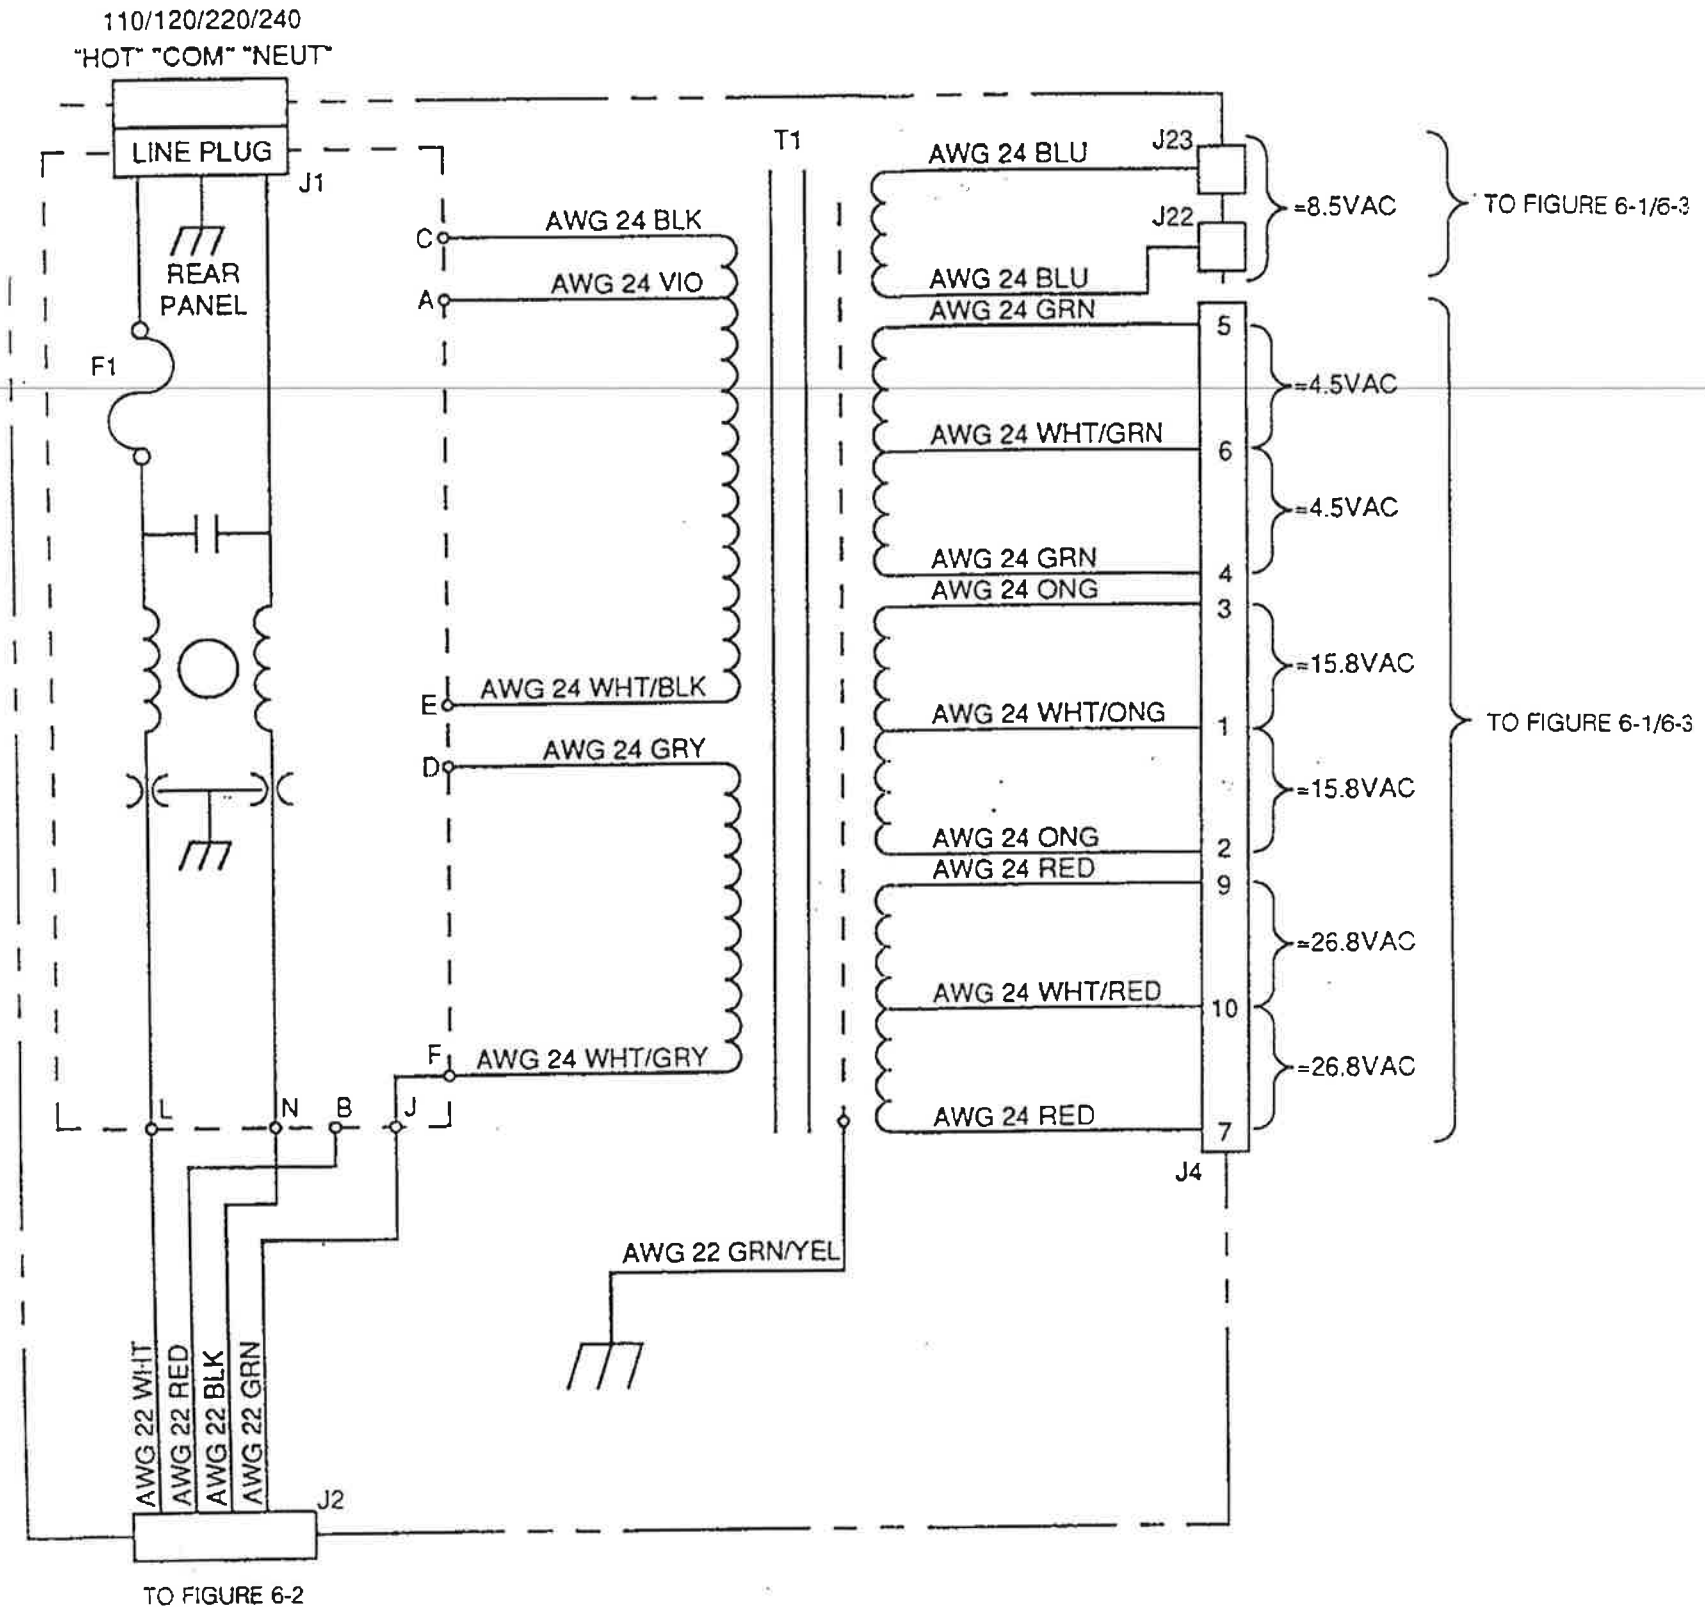 110/120/220/240
"HOT" "COM" "NEUT"
LINE PLUG
J1
REAR
PANEL
F1
C
AWG 24 BLK
A
AWG 24 VIO
E
AWG 24 WHT/BLK
D
AWG 24 GRY
F
AWG 24 WHT/GRY
L
N
B
J
T1
AWG 24 BLU
J23
J22
=8.5VAC
TO FIGURE 6-1/6-3
AWG 24 BLU
AWG 24 GRN
5
=4.5VAC
AWG 24 WHT/GRN
6
=4.5VAC
AWG 24 GRN
4
AWG 24 ONG
3
=15.8VAC
AWG 24 WHT/ONG
1
TO FIGURE 6-1/6-3
=15.8VAC
AWG 24 ONG
2
AWG 24 RED
9
=26.8VAC
AWG 24 WHT/RED
10
=26.8VAC
AWG 24 RED
7
J4
AWG 22 GRN/YEL
AWG 22 WHT
AWG 22 RED
AWG 22 BLK
AWG 22 GRN
J2
TO FIGURE 6-2